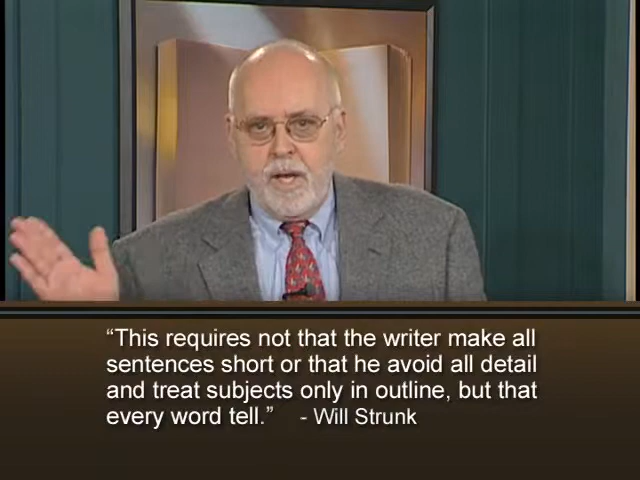 “This requires not that the writer make all
sentences short or that he avoid all detail
and treat subjects only in outline, but that
every word tell.” - Will Strunk